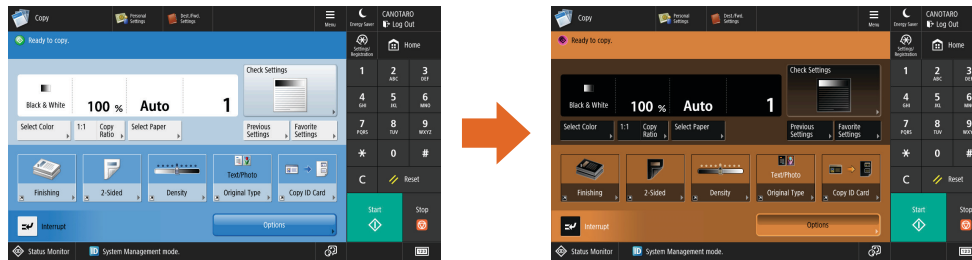 Copy
Personal Settings
Dest./Fwd. Settings
Menu
Energy Saver
CANOTARO
Log Out
Ready to copy.
Settings/ Registration
Home
Check Settings
Black & White
100 %
Auto
1
Select Color
1:1
Copy Ratio
Select Paper
Previous Settings
Favorite Settings
Finishing
2-Sided
Density
Text/Photo
Original Type
Copy ID Card
Interrupt
Options
1
2
ABC
3
DEF
4
GHI
5
JKL
6
MNO
7
PQRS
8
TUV
9
WXYZ
*
0
#
C
Reset
Start
Stop
Status Monitor
ID
System Management mode.
123
Copy
Personal Settings
Dest./Fwd. Settings
Menu
Energy Saver
CANOTARO
Log Out
Ready to copy.
Settings/ Registration
Home
Check Settings
Black & White
100 %
Auto
1
Select Color
1:1
Copy Ratio
Select Paper
Previous Settings
Favorite Settings
Finishing
2-Sided
Density
Text/Photo
Original Type
Copy ID Card
Interrupt
Options
1
2
ABC
3
DEF
4
GHI
5
JKL
6
MNO
7
PQRS
8
TUV
9
WXYZ
*
0
#
C
Reset
Start
Stop
Status Monitor
ID
System Management mode.